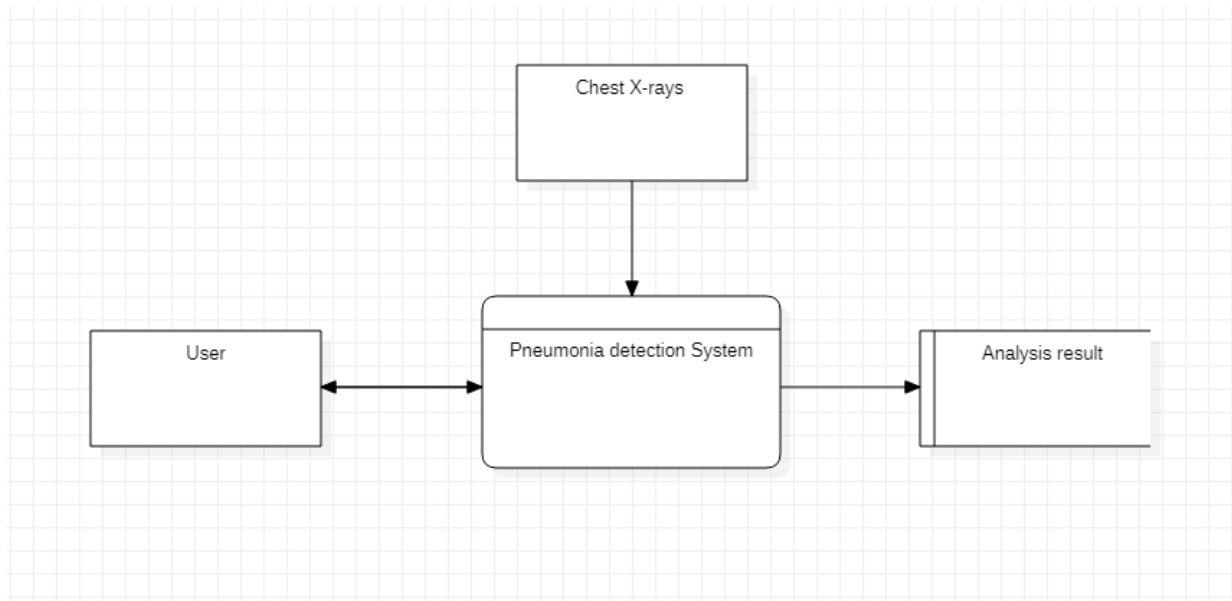 Chest X-rays
User
Pneumonia detection System
Analysis result